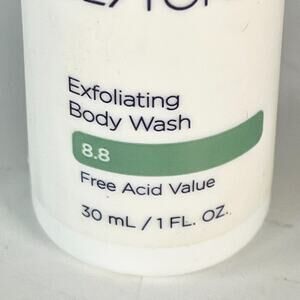 Exfoliating
Body Wash
8.8
Free Acid Value
30 mL / 1 FL. OZ.